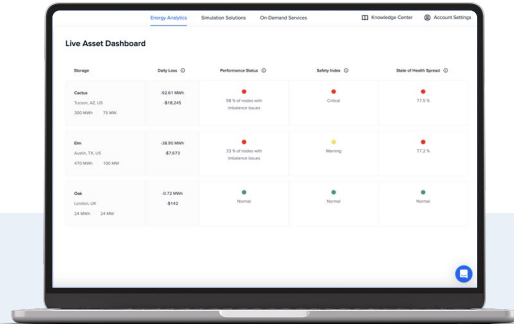 Energy Analytics Simulation Solutions On-Demand Services Knowledge Center Account Settings
Live Asset Dashboard
Storage Daily Loss Performance Status Safety Index State of Health Spread
Cactus -92.61 MWh
Tucson, AZ, US -$18,245 98 % of nodes with Critical 77.5 %
300 MWh 75 MW imbalance issues
Elm -38.95 MWh
Austin, TX, US -$7,673 33 % of nodes with Warning 77.2 %
470 MWh 100 MW imbalance issues
Oak -0.72 MWh
London, UK -$142 Normal Normal Normal
24 MWh 24 MW